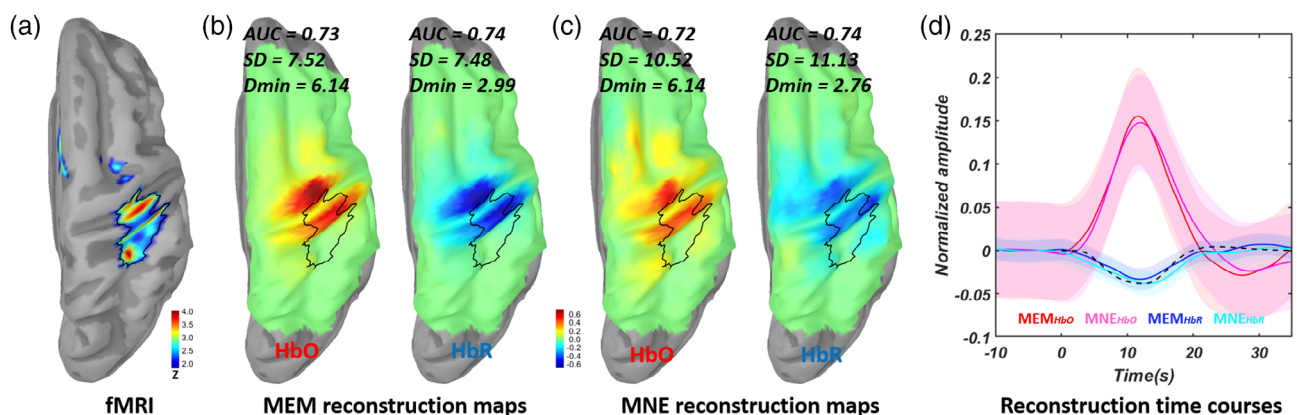 (a)
fMRI
4.0
3.5
3.0
2.5
2.0
Z
(b)
AUC = 0.73
SD = 7.52
Dmin = 6.14
HbO
AUC = 0.74
SD = 7.48
Dmin = 2.99
HbR
MEM reconstruction maps
(c)
AUC = 0.72
SD = 10.52
Dmin = 6.14
HbO
AUC = 0.74
SD = 11.13
Dmin = 2.76
HbR
0.6
0.4
0.2
0
-0.2
-0.4
-0.6
MNE reconstruction maps
(d)
Normalized amplitude
0.25
0.2
0.15
0.1
0.05
0
-0.05
-0.1
MEMHbO MNEHbO MEMHbR MNEHbR
-10 0 10 20 30
Time(s)
Reconstruction time courses